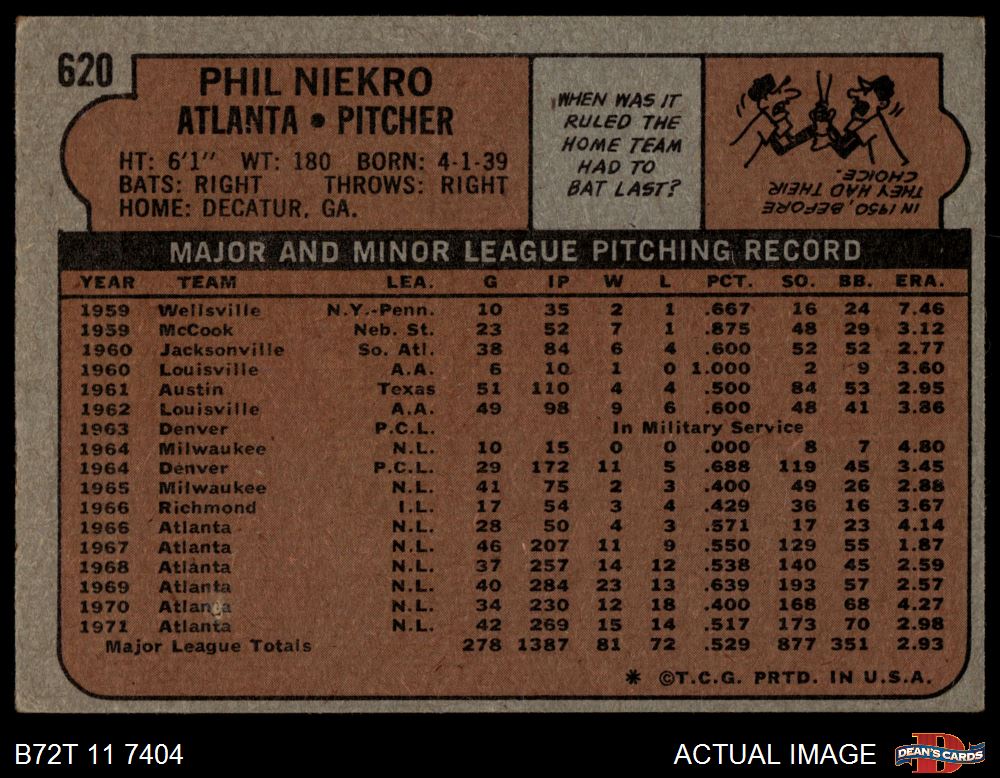 620
PHIL NIEKRO
ATLANTA • PITCHER
HT: 6'1" WT: 180 BORN: 4-1-39
BATS: RIGHT THROWS: RIGHT
HOME: DECATUR, GA.
WHEN WAS IT
RULED THE
HOME TEAM
HAD TO
BAT LAST?
IN 1950, BEFORE
THEY HAD THEIR
CHOICE.
MAJOR AND MINOR LEAGUE PITCHING RECORD
YEAR TEAM LEA. G IP W L PCT. SO. BB. ERA.
1959 Wellsville N.Y.-Penn. 10 35 2 1 .667 16 24 7.46
1959 McCook Neb. St. 23 52 7 1 .875 48 29 3.12
1960 Jacksonville So. Atl. 38 84 6 4 .600 52 52 2.77
1960 Louisville A.A. 6 10 1 0 1.000 2 9 3.60
1961 Austin Texas 51 110 4 4 .500 84 53 2.95
1962 Louisville A.A. 49 98 9 6 .600 48 41 3.86
1963 Denver P.C.L. In Military Service
1964 Milwaukee N.L. 10 15 0 0 .000 8 7 4.80
1964 Denver P.C.L. 29 172 11 5 .688 119 45 3.45
1965 Milwaukee N.L. 41 75 2 3 .400 49 26 2.88
1966 Richmond I.L. 17 54 3 4 .429 36 16 3.67
1966 Atlanta N.L. 28 50 4 3 .571 17 23 4.14
1967 Atlanta N.L. 46 207 11 9 .550 129 55 1.87
1968 Atlanta N.L. 37 257 14 12 .538 140 45 2.59
1969 Atlanta N.L. 40 284 23 13 .639 193 57 2.57
1970 Atlanta N.L. 34 230 12 18 .400 168 68 4.27
1971 Atlanta N.L. 42 269 15 14 .517 173 70 2.98
Major League Totals 278 1387 81 72 .529 877 351 2.93
* ©T.C.G. PRTD. IN U.S.A.
B72T 11 7404
ACTUAL IMAGE
DEAN'S CARDS